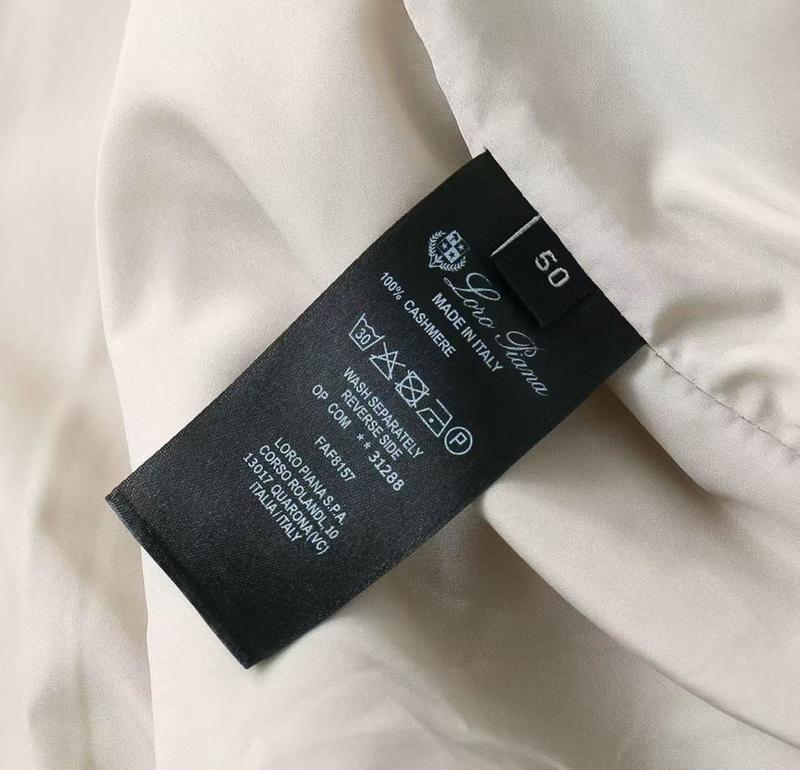 50
Loro Piana
MADE IN ITALY
100% CASHMERE
30
P
WASH SEPARATELY
REVERSE SIDE
OP COM **31288
FAF8157
LORO PIANA S.P.A.
CORSO ROLANDI, 10
13017 QUARONA (VC)
ITALIA / ITALY